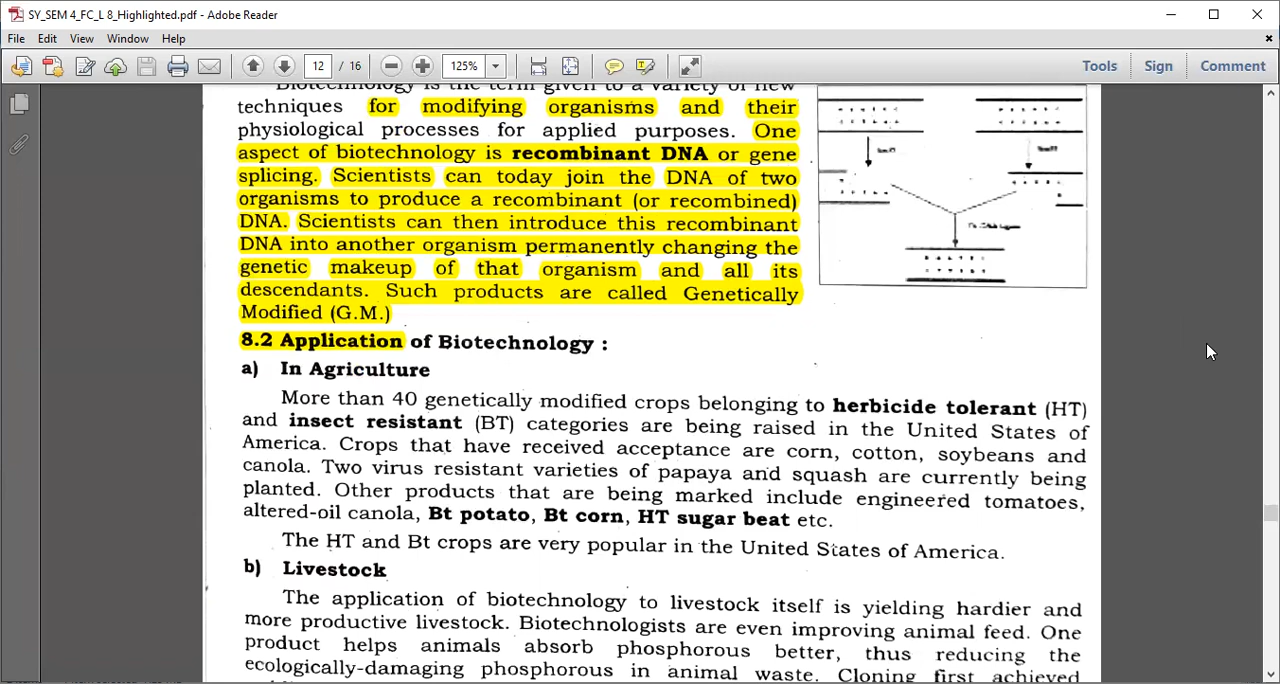 SY_SEM 4_FC_L 8_Highlighted.pdf - Adobe Reader
File Edit View Window Help
12 / 16 125% Tools Sign Comment
Biotechnology is the term given to a variety of new
techniques for modifying organisms and their
physiological processes for applied purposes. One
aspect of biotechnology is recombinant DNA or gene
splicing. Scientists can today join the DNA of two
organisms to produce a recombinant (or recombined)
DNA. Scientists can then introduce this recombinant
DNA into another organism permanently changing the
genetic makeup of that organism and all its
descendants. Such products are called Genetically
Modified (G.M.)
8.2 Application of Biotechnology :
a) In Agriculture
More than 40 genetically modified crops belonging to herbicide tolerant (HT)
and insect resistant (BT) categories are being raised in the United States of
America. Crops that have received acceptance are corn, cotton, soybeans and
canola. Two virus resistant varieties of papaya and squash are currently being
planted. Other products that are being marked include engineered tomatoes,
altered-oil canola, Bt potato, Bt corn, HT sugar beat etc.
The HT and Bt crops are very popular in the United States of America.
b) Livestock
The application of biotechnology to livestock itself is yielding hardier and
more productive livestock. Biotechnologists are even improving animal feed. One
product helps animals absorb phosphorous better, thus reducing the
ecologically-damaging phosphorous in animal waste. Cloning first achieved